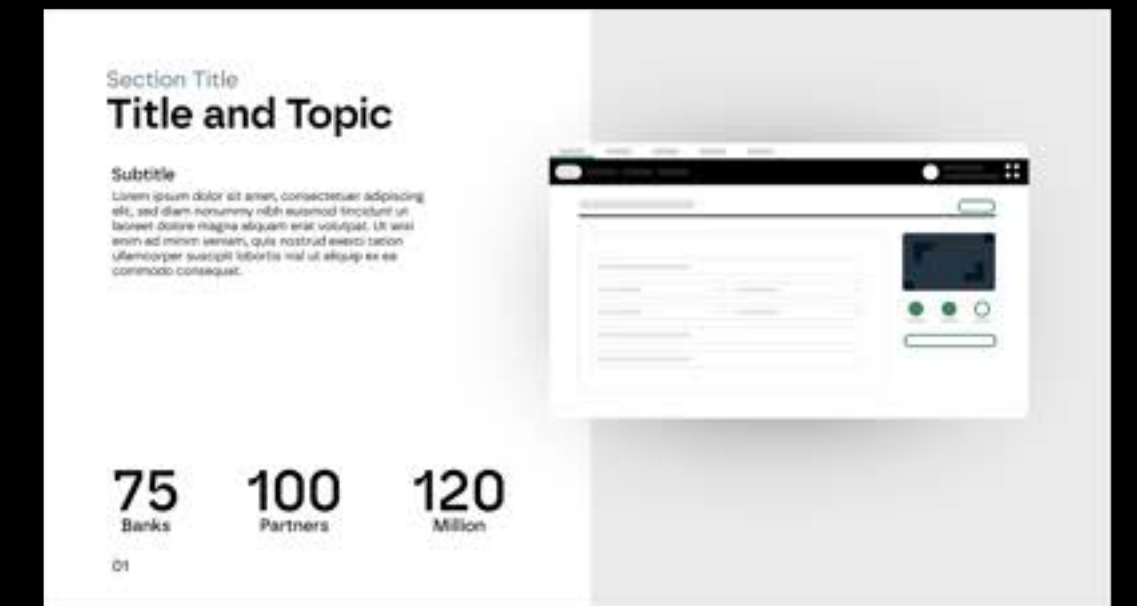 Section Title
Title and Topic
Subtitle
Lorem ipsum dolor sit amet, consectetuer adipiscing
elit, sed diam nonummy nibh euismod tincidunt ut
laoreet dolore magna aliquam erat volutpat. Ut wisi
enim ad minim veniam, quis nostrud exerci tation
ullamcorper suscipit lobortis nisl ut aliquip ex ea
commodo consequat.
75 100 120
Banks Partners Million
01